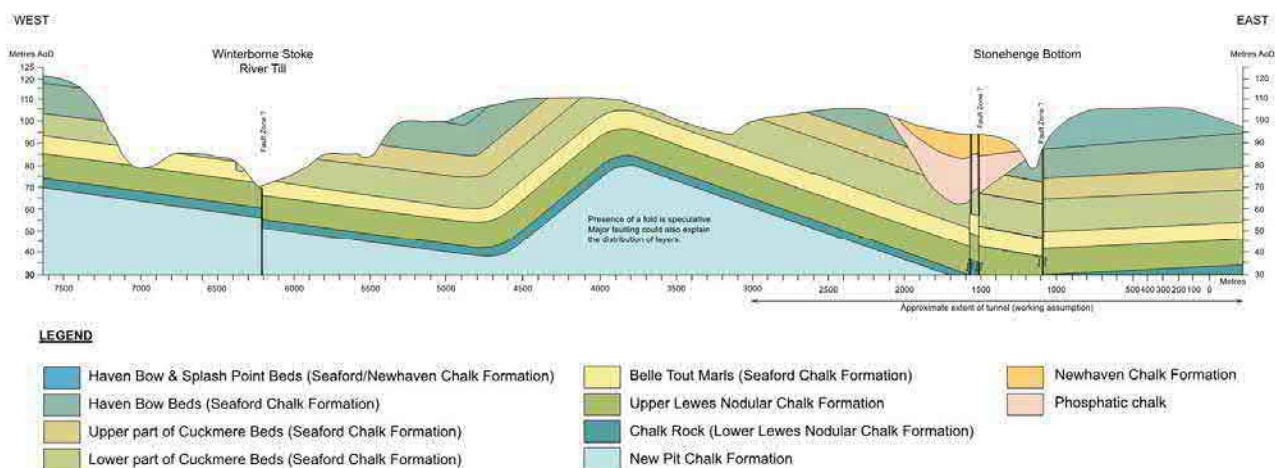 WEST
EAST
Winterborne Stoke
River Till
Stonehenge Bottom
Metres AoD
Metres AoD
125
120
110
100
90
80
70
60
50
40
30
125
120
110
100
90
80
70
60
50
40
30
Fault Zone ?
Fault Zone ?
Fault Zone ?
Presence of a fold is speculative.
Major faulting could also explain
the distribution of layers.
7500 7000 6500 6000 5500 5000 4500 4000 3500 3000 2500 2000 1500 1000 500 400 300 200 100 0 Metres
Approximate extent of tunnel (working assumption)
LEGEND
Haven Bow & Splash Point Beds (Seaford/Newhaven Chalk Formation)
Haven Bow Beds (Seaford Chalk Formation)
Upper part of Cuckmere Beds (Seaford Chalk Formation)
Lower part of Cuckmere Beds (Seaford Chalk Formation)
Belle Tout Marls (Seaford Chalk Formation)
Upper Lewes Nodular Chalk Formation
Chalk Rock (Lower Lewes Nodular Chalk Formation)
New Pit Chalk Formation
Newhaven Chalk Formation
Phosphatic chalk